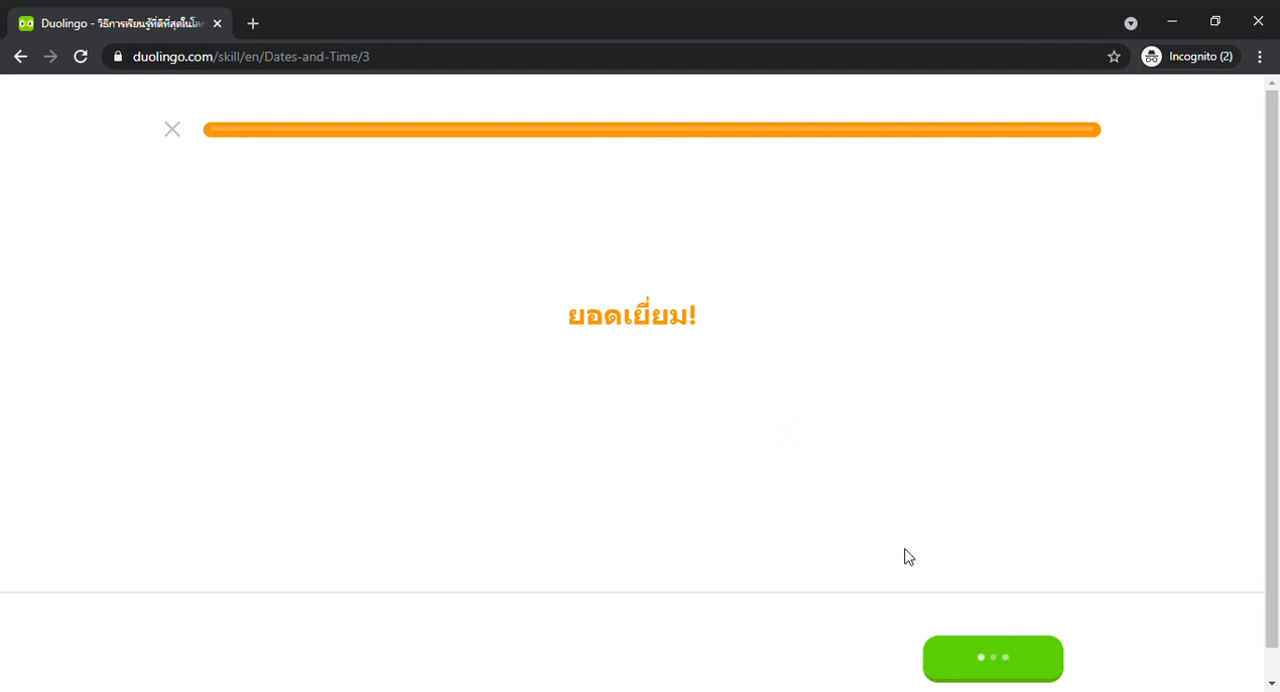 Duolingo - วิธีการเรียนรู้ที่ดีที่สุดในโล
duolingo.com/skill/en/Dates-and-Time/3
Incognito (2)
ยอดเยี่ยม!